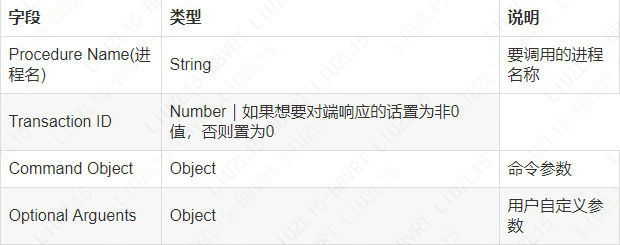 字段 类型 说明
Procedure Name(进 String 要调用的进程
程名) 名称
Transaction ID Number | 如果想要对端响应的话置为非0
值，否则置为0
Command Object Object 命令参数
Optional Arguents Object 用户自定义参
数